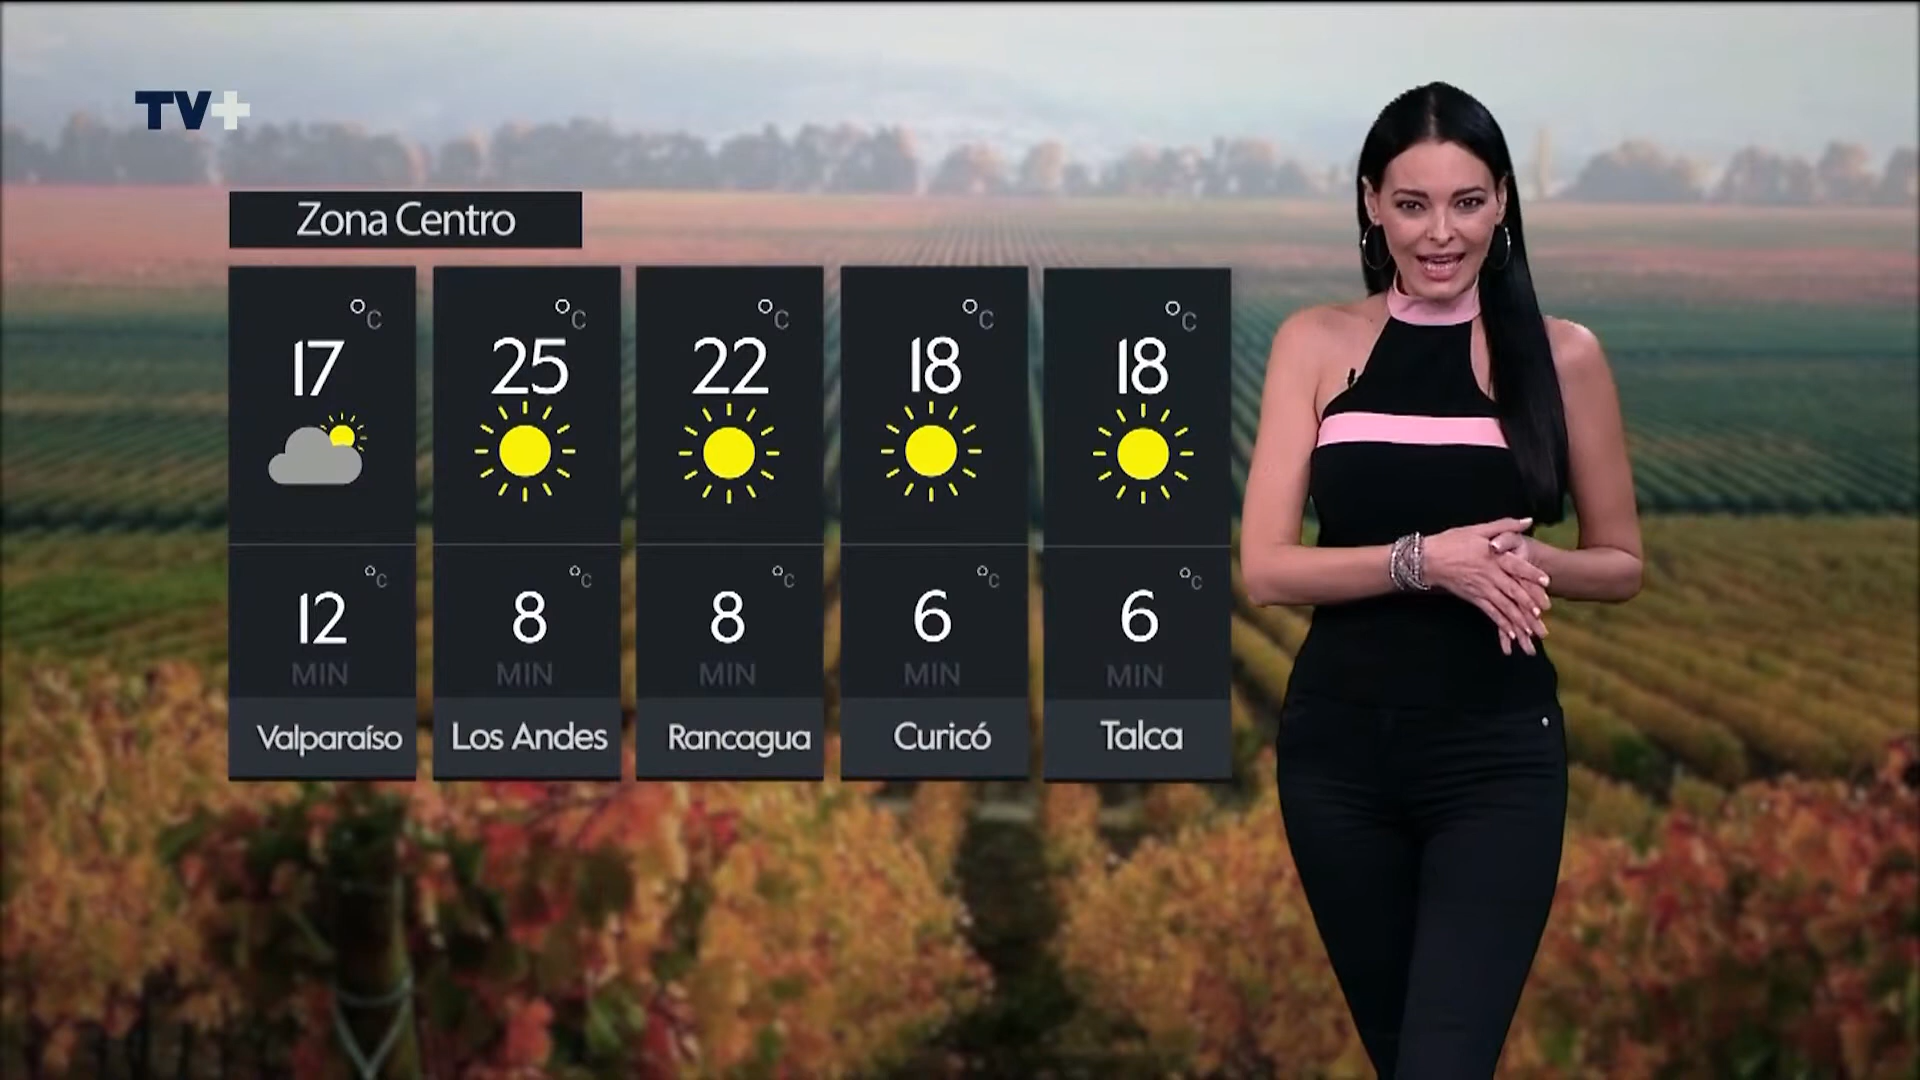 TV+
Zona Centro
°C °C °C °C °C
17 25 22 18 18
°C °C °C °C °C
12 8 8 6 6
MIN MIN MIN MIN MIN
Valparaíso Los Andes Rancagua Curicó Talca